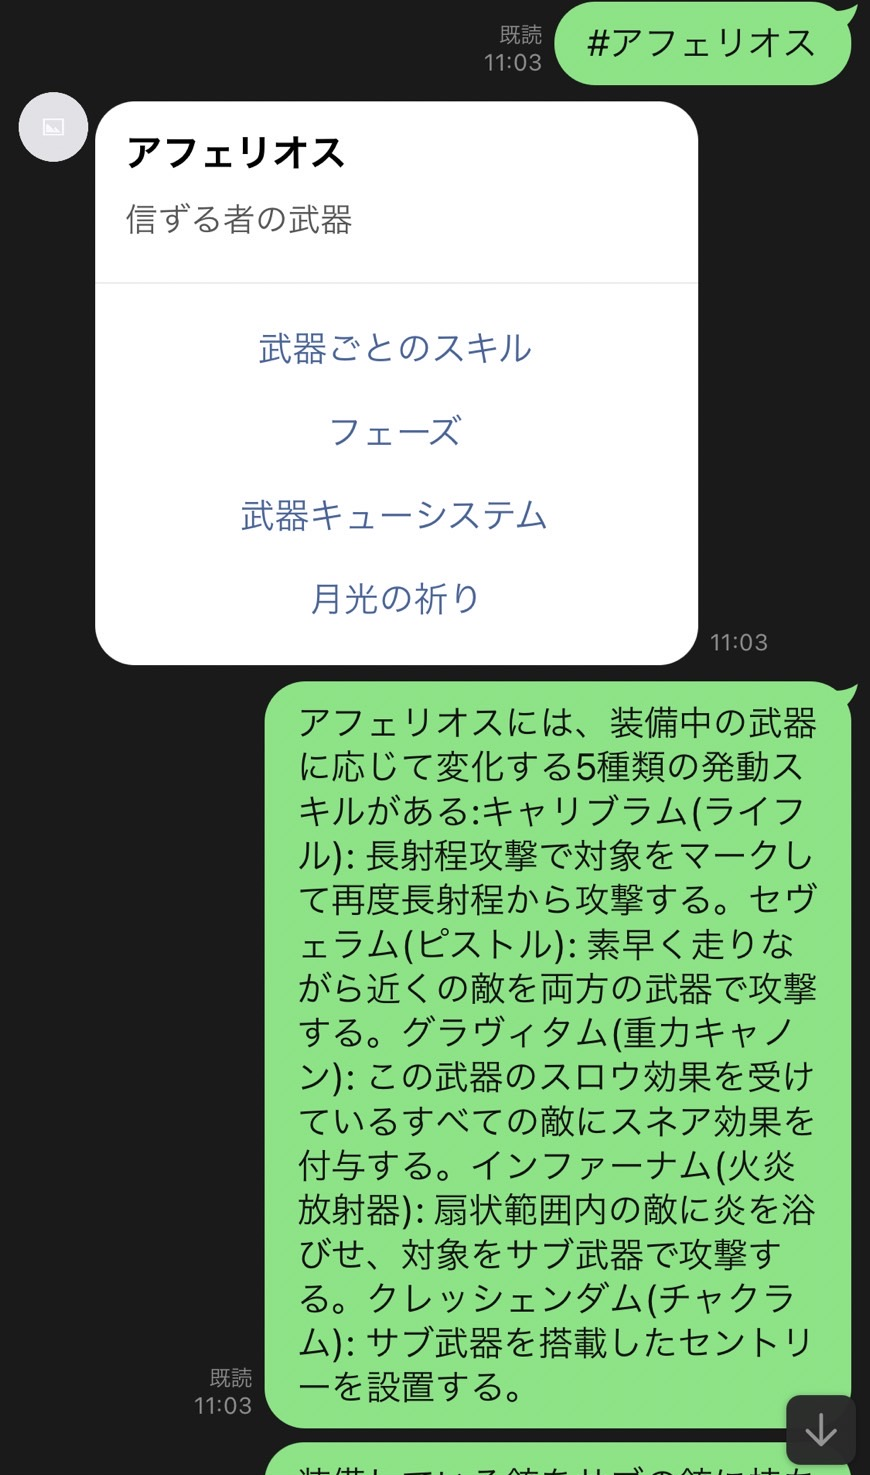 #アフェリオス
既読
11:03
アフェリオス
信ずる者の武器
武器ごとのスキル
フェーズ
武器キューシステム
月光の祈り
11:03
アフェリオスには、装備中の武器
に応じて変化する5種類の発動ス
キルがある:キャリブラム(ライフ
ル): 長射程攻撃で対象をマークし
て再度長射程から攻撃する。セヴ
ェラム(ピストル): 素早く走りな
がら近くの敵を両方の武器で攻撃
する。グラヴィタム(重力キャノ
ン): この武器のスロウ効果を受け
ているすべての敵にスネア効果を
付与する。インファーナム(火炎
放射器): 扇状範囲内の敵に炎を浴
びせ、対象をサブ武器で攻撃す
る。クレッシェンダム(チャクラ
ム): サブ武器を搭載したセントリ
ーを設置する。
既読
11:03